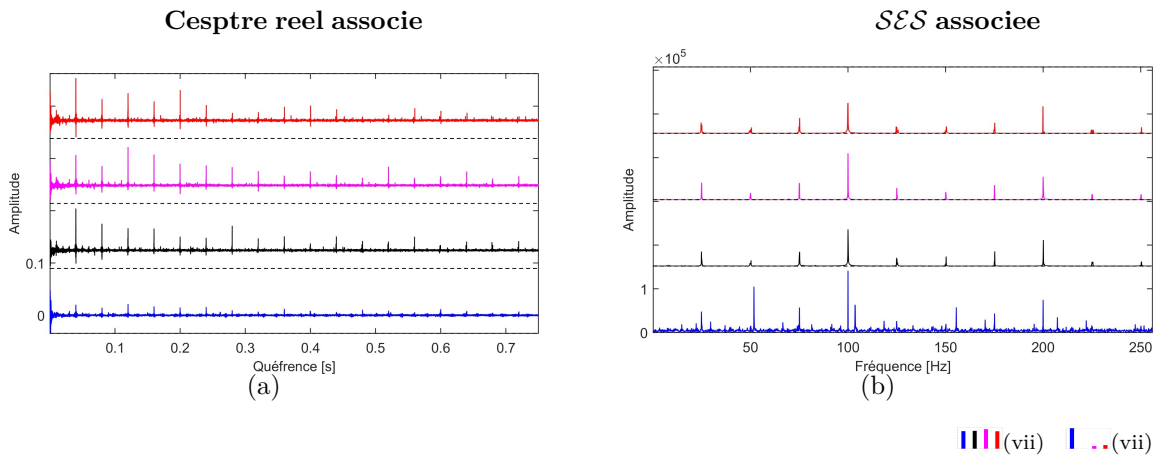 Cesptre reel associe
SES associee
Amplitude
0.1
0
0.1 0.2 0.3 0.4 0.5 0.6 0.7
Quéfrence [s]
(a)
×10⁵
Amplitude
1
0
50 100 150 200 250
Fréquence [Hz]
(b)
(vii) (vii)